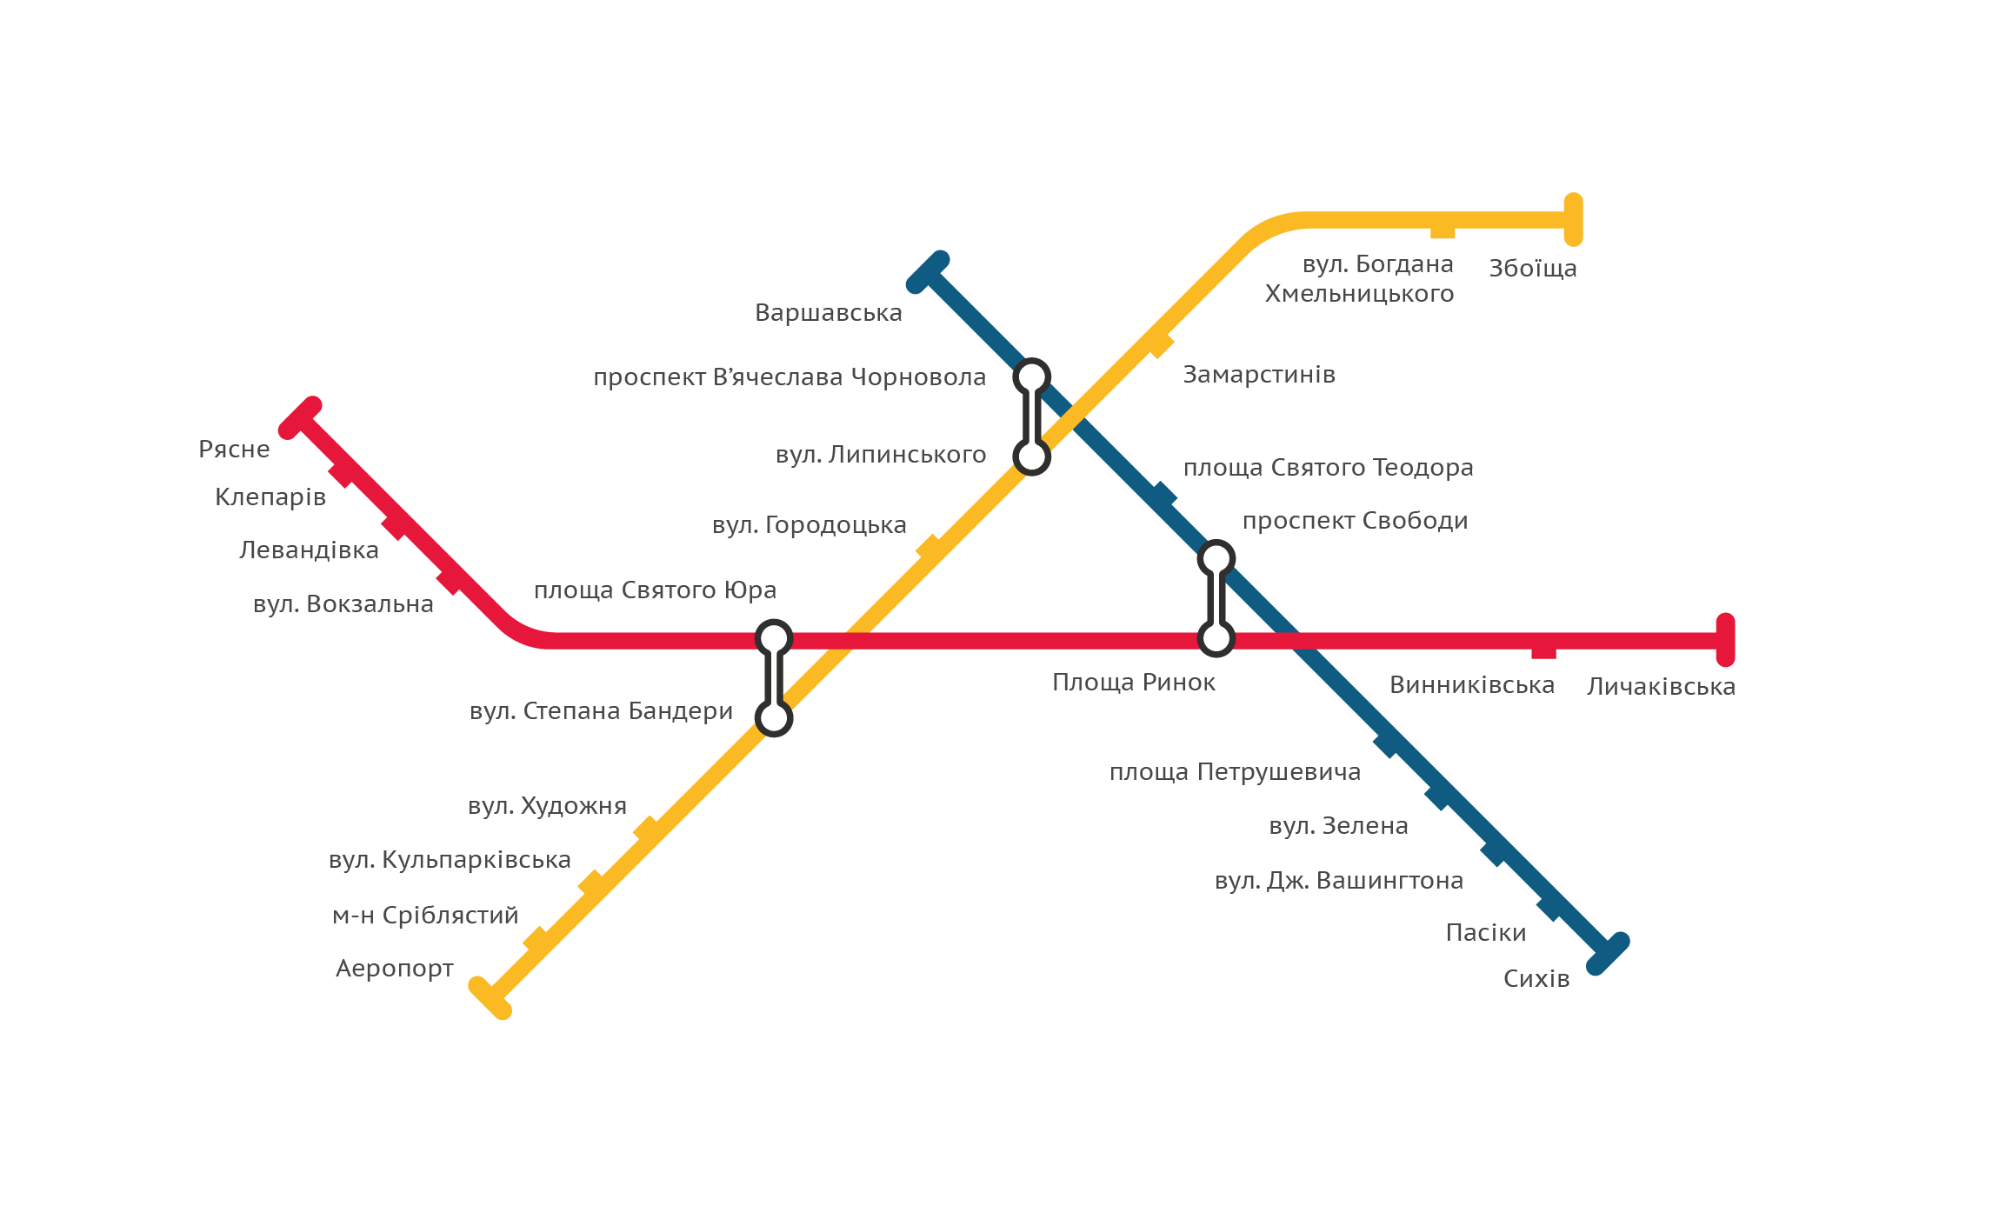 вул. Богдана
Хмельницького
Збоїща
Варшавська
проспект В’ячеслава Чорновола
Замарстинів
Рясне
вул. Липинського
площа Святого Теодора
Клепарів
вул. Городоцька
проспект Свободи
Левандівка
вул. Вокзальна
площа Святого Юра
Площа Ринок
Винниківська
Личаківська
вул. Степана Бандери
площа Петрушевича
вул. Художня
вул. Зелена
вул. Кульпарківська
вул. Дж. Вашингтона
м-н Сріблястий
Пасіки
Аеропорт
Сихів